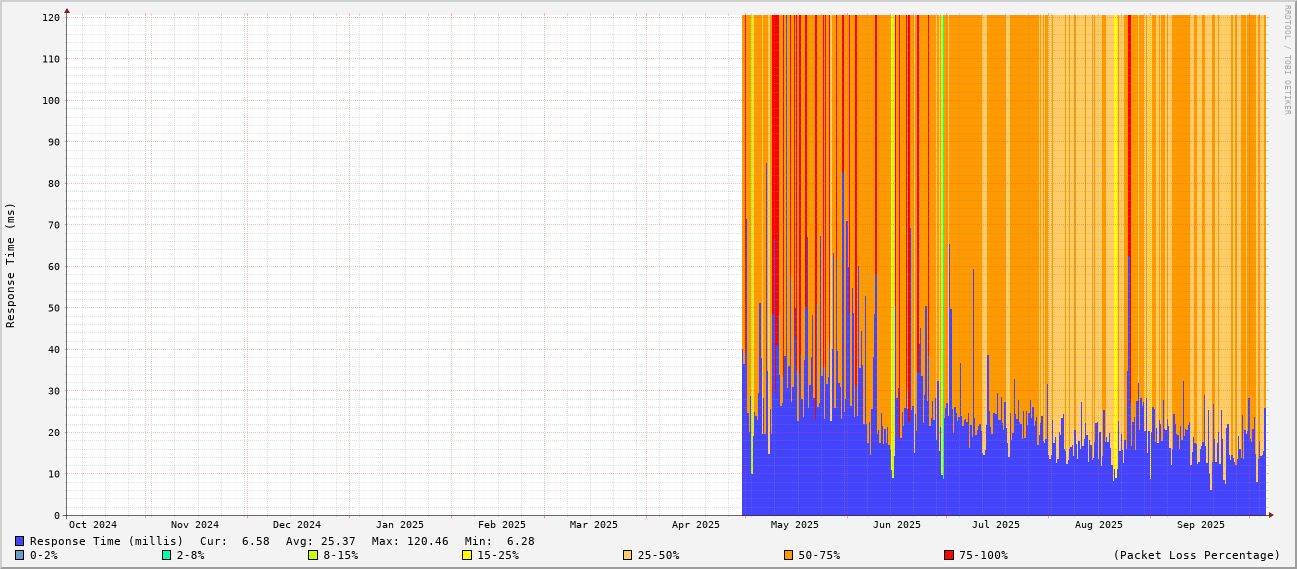 RRDTOOL / TOBI OETIKER
Response Time (ms)
120
110
100
90
80
70
60
50
40
30
20
10
0
Oct 2024 Nov 2024 Dec 2024 Jan 2025 Feb 2025 Mar 2025 Apr 2025 May 2025 Jun 2025 Jul 2025 Aug 2025 Sep 2025
Response Time (millis) Cur: 6.58 Avg: 25.37 Max: 120.46 Min: 6.28
0-2% 2-8% 8-15% 15-25% 25-50% 50-75% 75-100% (Packet Loss Percentage)